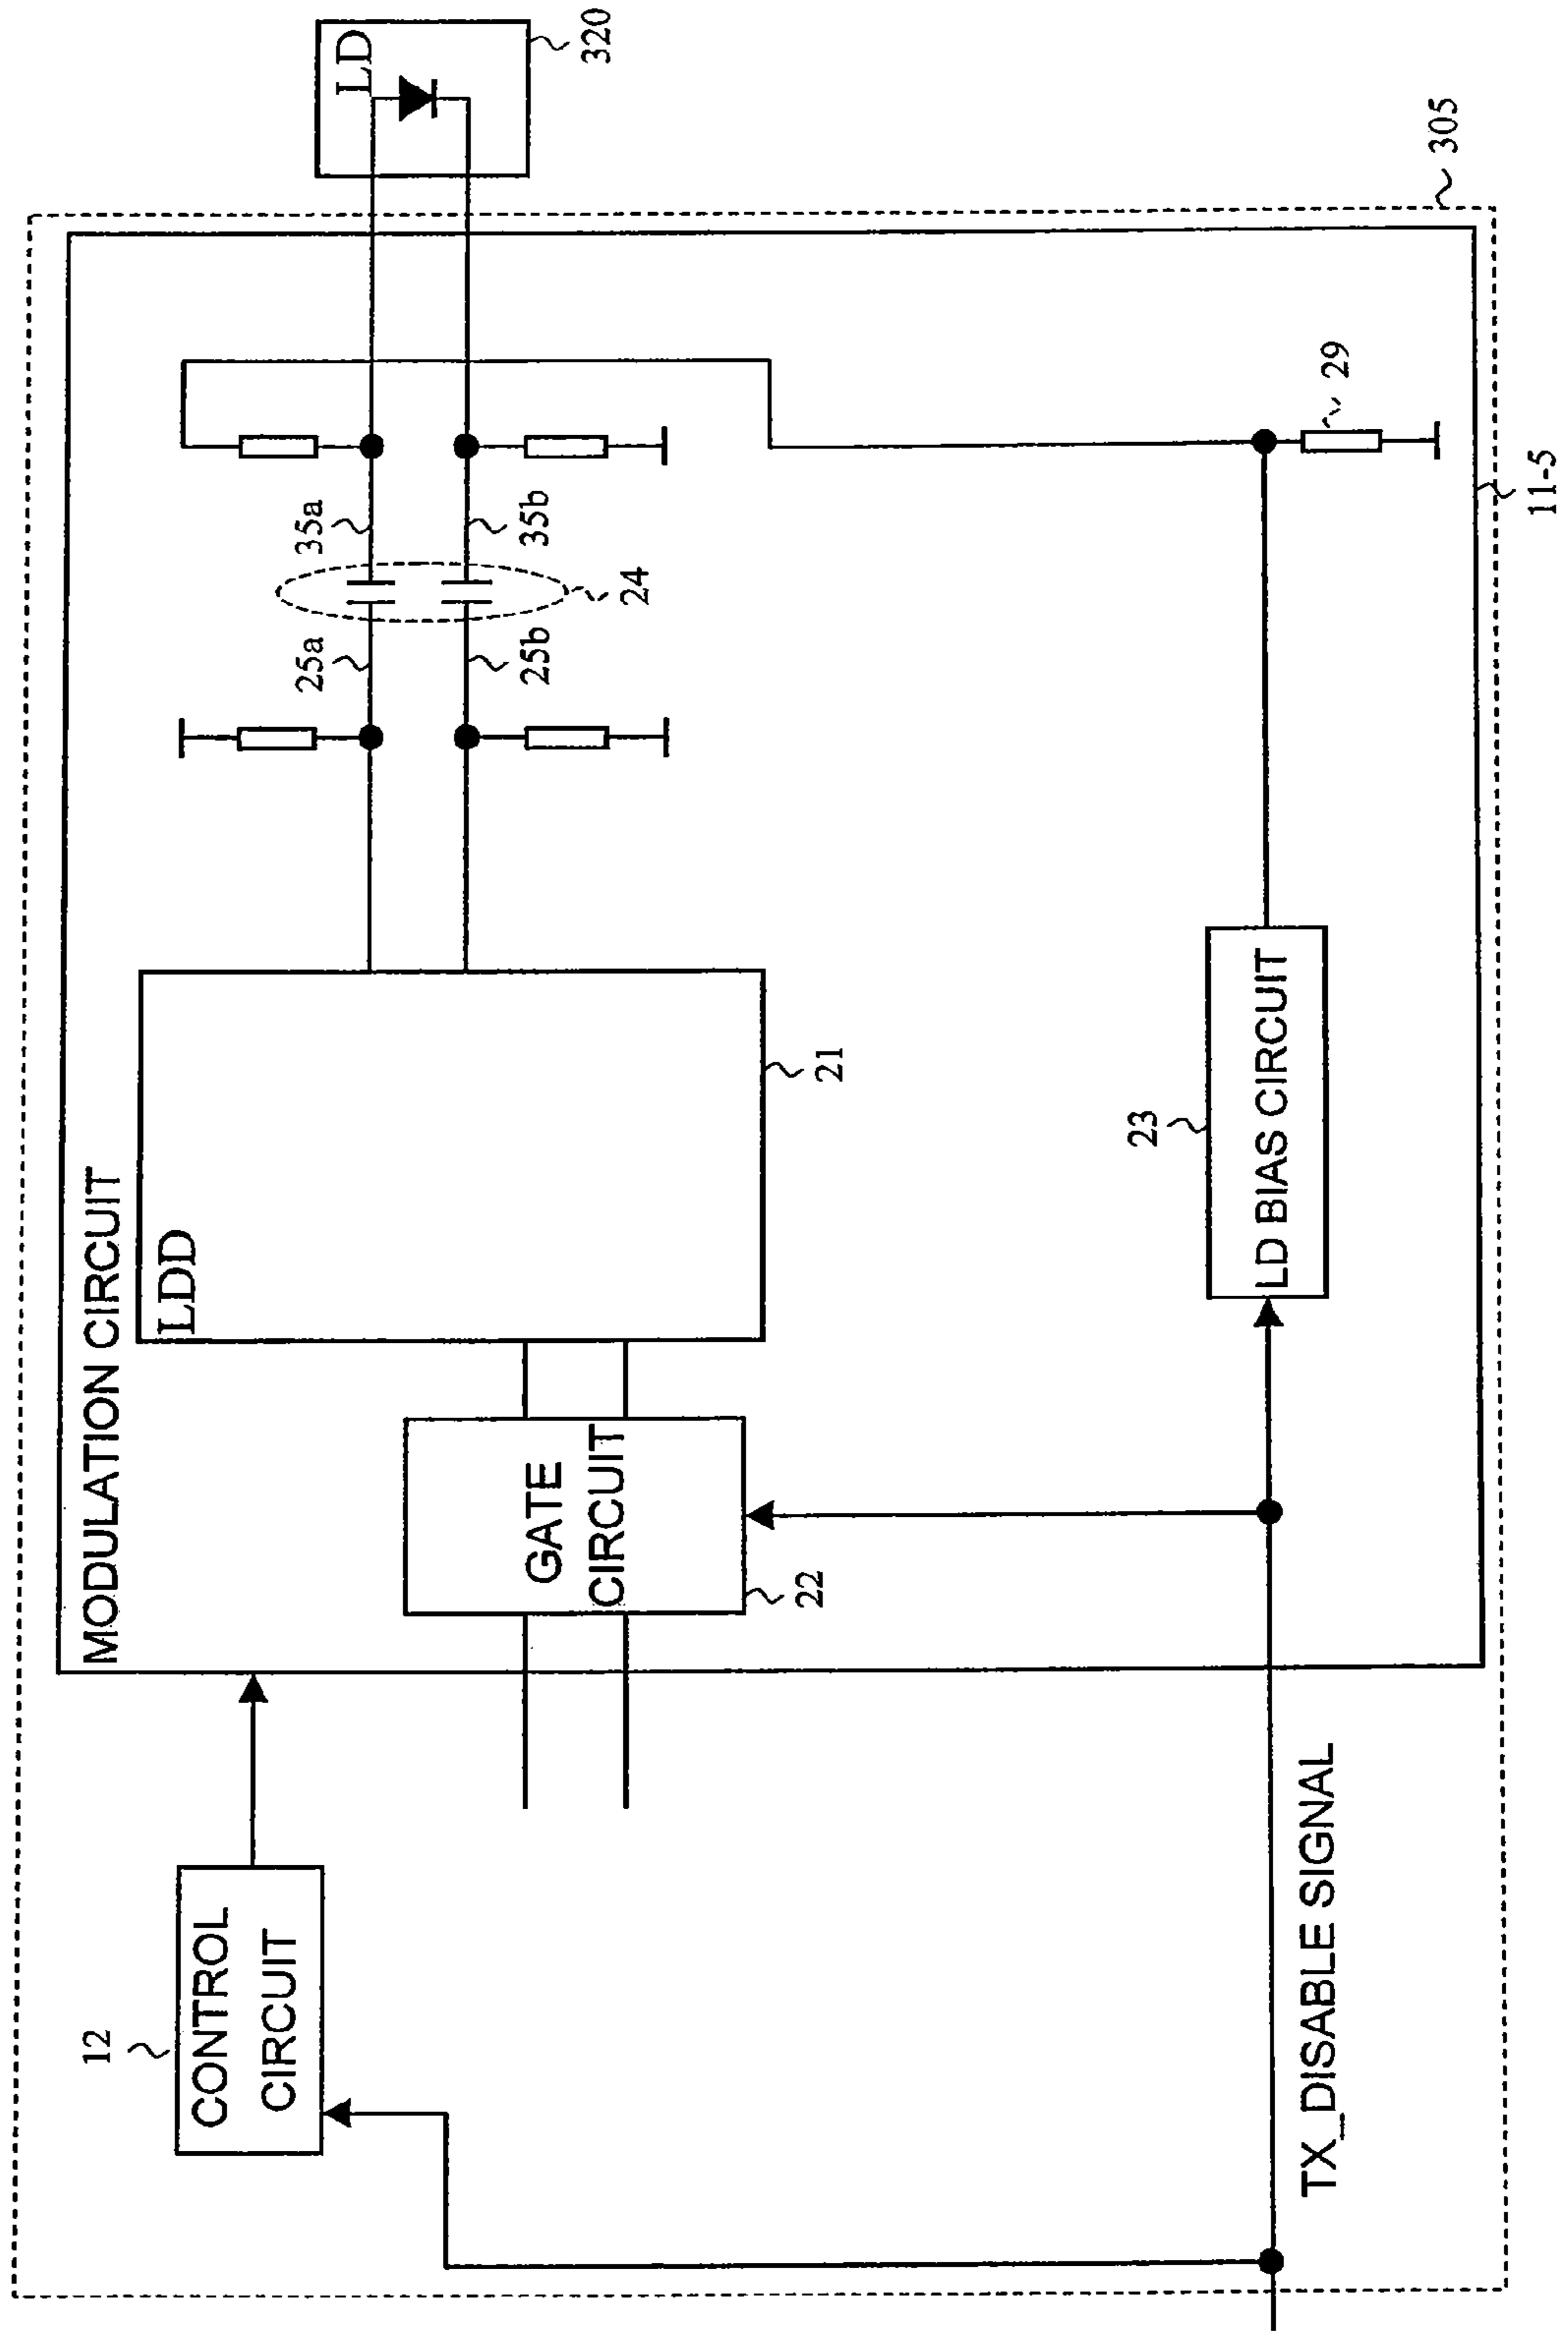 305
MODULATION CIRCUIT
11-5
12
CONTROL
CIRCUIT
LDD
21
GATE
CIRCUIT
22
25a
25b
35a
35b
24
LD
320
23
LD BIAS CIRCUIT
29
TX_DISABLE SIGNAL